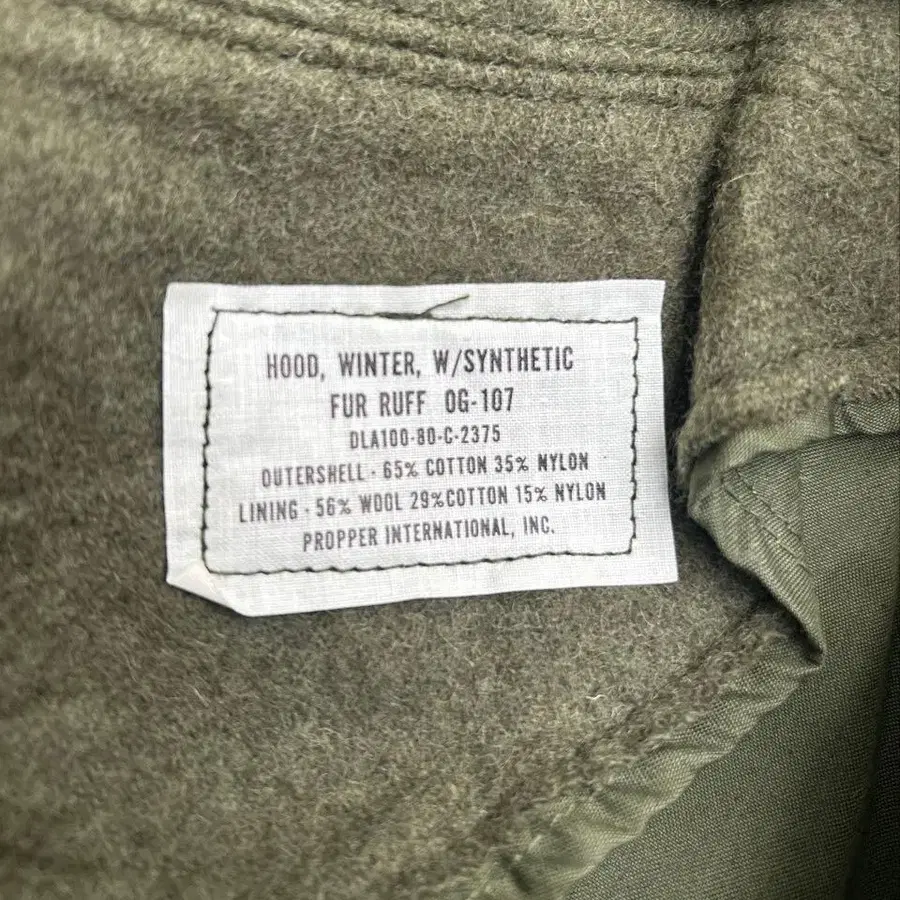 HOOD, WINTER, W/SYNTHETIC
FUR RUFF OG-107
DLA100-80-C-2375
OUTERSHELL - 65% COTTON 35% NYLON
LINING - 56% WOOL 29%COTTON 15% NYLON
PROPPER INTERNATIONAL, INC.